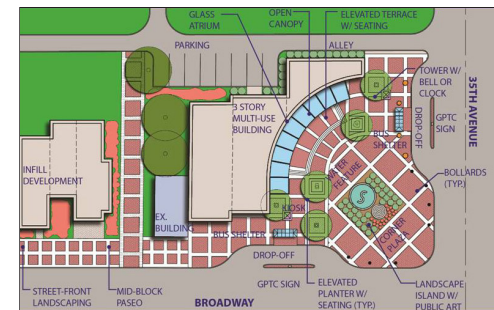 GLASS
ATRIUM
OPEN
CANOPY
ELEVATED TERRACE
W/ SEATING
PARKING
ALLEY
TOWER W/
BELL OR
CLOCK
35TH AVENUE
3 STORY
MULTI-USE
BUILDING
DROP-OFF
GPTC
SIGN
BUS
SHELTER
INFILL
DEVELOPMENT
WATER
FEATURE
BOLLARDS
(TYP.)
EX.
BUILDING
KIOSK
BUS SHELTER
CORNER
PLAZA
DROP-OFF
STREET-FRONT
LANDSCAPING
MID-BLOCK
PASEO
BROADWAY
GPTC SIGN
ELEVATED
PLANTER W/
SEATING (TYP.)
LANDSCAPE
ISLAND W/
PUBLIC ART